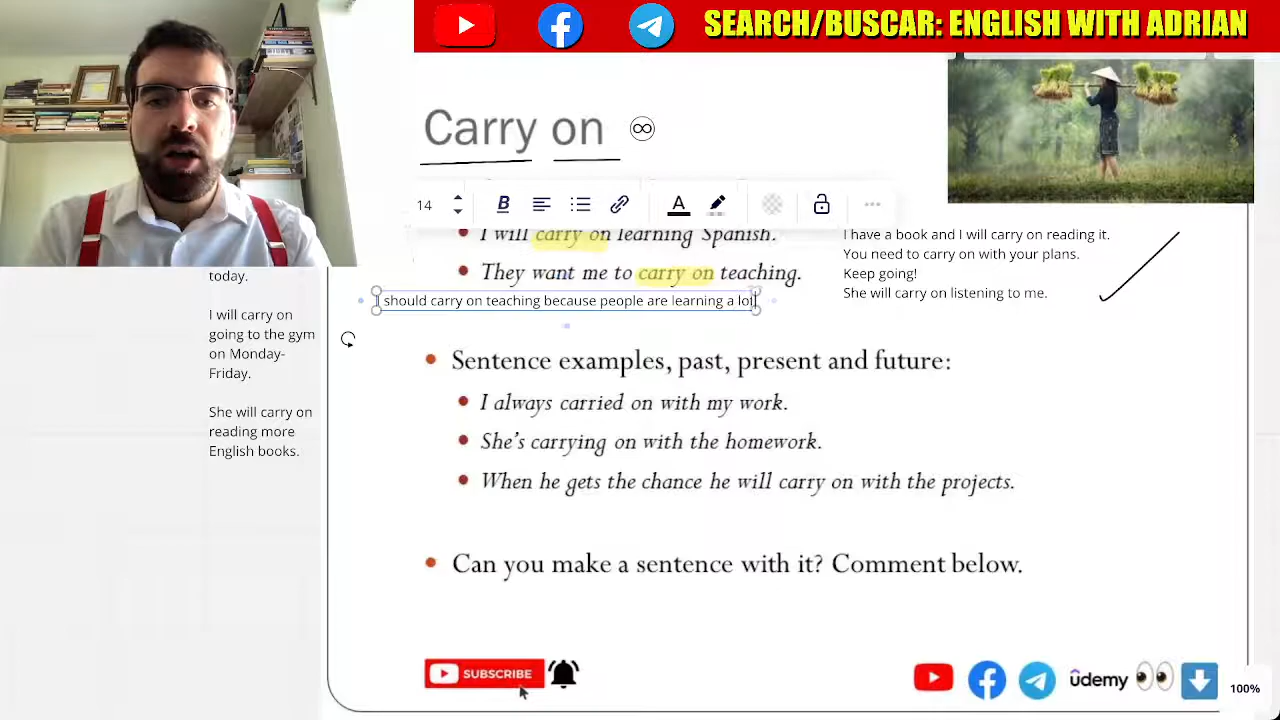 SEARCH/BUSCAR: ENGLISH WITH ADRIAN
Carry on
14
B
A
I will carry on learning Spanish.
They want me to carry on teaching.
I should carry on teaching because people are learning a lot
I have a book and I will carry on reading it.
You need to carry on with your plans.
Keep going!
She will carry on listening to me.
today.
I will carry on
going to the gym
on Monday-
Friday.
She will carry on
reading more
English books.
Sentence examples, past, present and future:
I always carried on with my work.
She's carrying on with the homework.
When he gets the chance he will carry on with the projects.
Can you make a sentence with it? Comment below.
SUBSCRIBE
ûdemy
100%